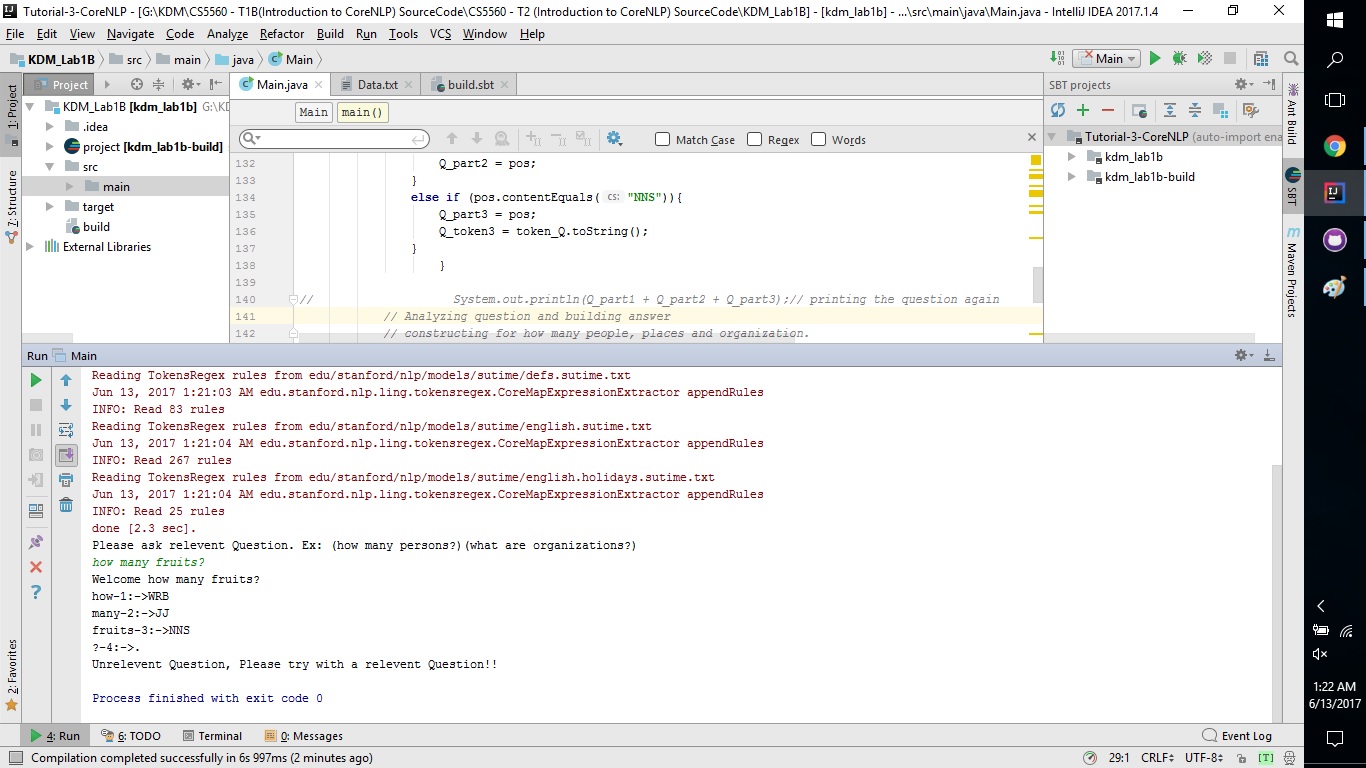 Tutorial-3-CoreNLP - [G:\KDM\CS5560 - T1B(Introduction to CoreNLP) SourceCode\CS5560 - T2 (Introduction to CoreNLP) SourceCode\KDM_Lab1B] - [kdm_lab1b] - ...\src\main\java\Main.java - IntelliJ IDEA 2017.1.4
File Edit View Navigate Code Analyze Refactor Build Run Tools VCS Window Help
KDM_Lab1B src main java Main
Main
Project
Main.java Data.txt build.sbt
SBT projects
1: Project
7: Structure
2: Favorites
KDM_Lab1B [kdm_lab1b] G:\KD
.idea
project [kdm_lab1b-build]
src
main
target
build
External Libraries
Main main()
Match Case Regex Words
132 Q_part2 = pos;
133 }
134 else if (pos.contentEquals( cs: "NNS")){
135 Q_part3 = pos;
136 Q_token3 = token_Q.toString();
137 }
138 }
139
140 // System.out.println(Q_part1 + Q_part2 + Q_part3);// printing the question again
141 // Analyzing question and building answer
142 // constructing for how many people, places and organization.
Tutorial-3-CoreNLP (auto-import ena
kdm_lab1b
kdm_lab1b-build
Ant Build
SBT
Maven Projects
Run Main
Reading TokensRegex rules from edu/stanford/nlp/models/sutime/defs.sutime.txt
Jun 13, 2017 1:21:03 AM edu.stanford.nlp.ling.tokensregex.CoreMapExpressionExtractor appendRules
INFO: Read 83 rules
Reading TokensRegex rules from edu/stanford/nlp/models/sutime/english.sutime.txt
Jun 13, 2017 1:21:04 AM edu.stanford.nlp.ling.tokensregex.CoreMapExpressionExtractor appendRules
INFO: Read 267 rules
Reading TokensRegex rules from edu/stanford/nlp/models/sutime/english.holidays.sutime.txt
Jun 13, 2017 1:21:04 AM edu.stanford.nlp.ling.tokensregex.CoreMapExpressionExtractor appendRules
INFO: Read 25 rules
done [2.3 sec].
Please ask relevent Question. Ex: (how many persons?)(what are organizations?)
how many fruits?
Welcome how many fruits?
how-1:->WRB
many-2:->JJ
fruits-3:->NNS
?-4:->.
Unrelevent Question, Please try with a relevent Question!!
Process finished with exit code 0
4: Run 6: TODO Terminal 0: Messages Event Log
Compilation completed successfully in 6s 997ms (2 minutes ago) 29:1 CRLF UTF-8 [T]
1:22 AM
6/13/2017